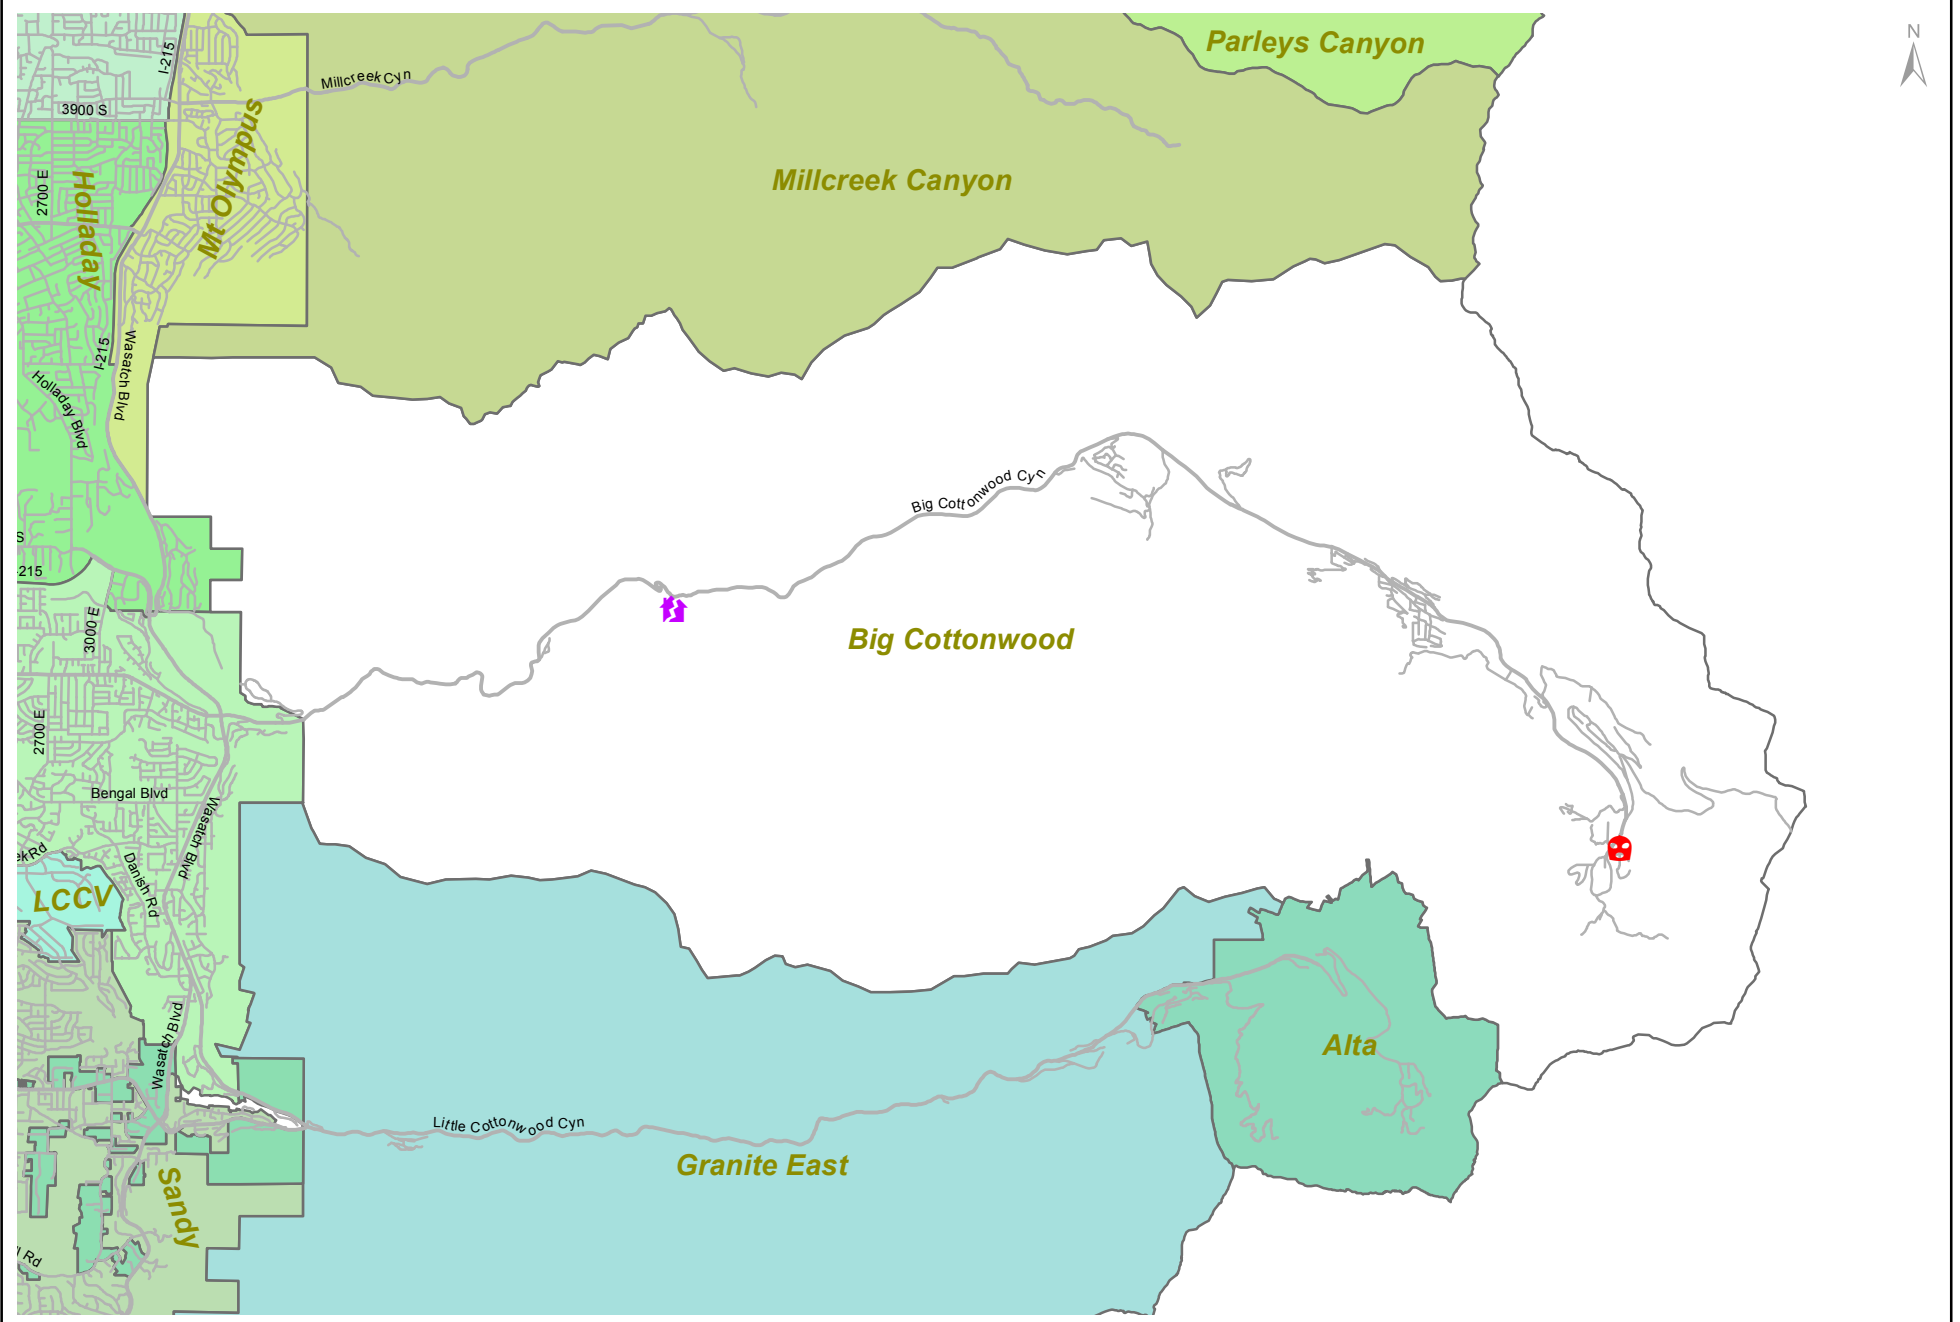 Parleys Canyon
N
I-215
Millcreek Cyn
3900 S
Mt Olympus
Millcreek Canyon
2700 E
Holladay
I-215
Wasatch Blvd
Holladay Blvd
Big Cottonwood Cyn
S
-215
3000 E
Big Cottonwood
2700 E
Bengal Blvd
Wasatch Blvd
ek Rd
Danish Rd
LCCV
Wasatch Blvd
Alta
Little Cottonwood Cyn
Granite East
Sandy
l Rd